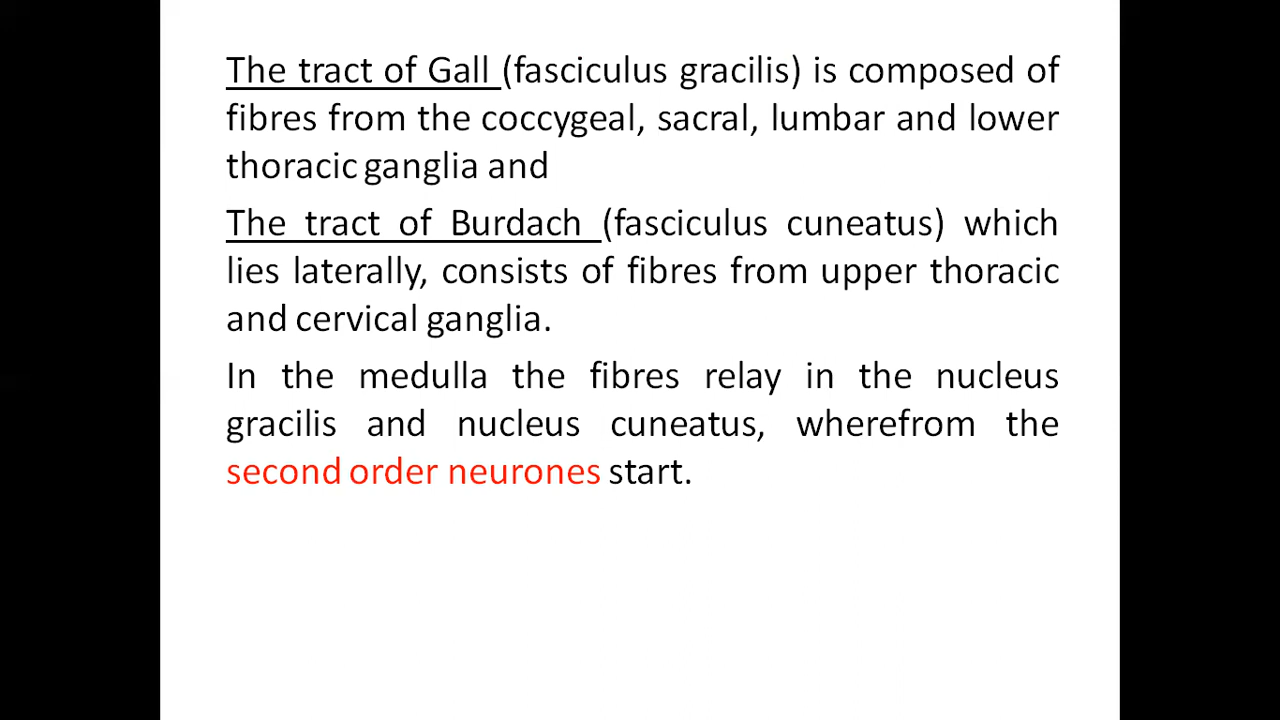 The tract of Gall (fasciculus gracilis) is composed of
fibres from the coccygeal, sacral, lumbar and lower
thoracic ganglia and
The tract of Burdach (fasciculus cuneatus) which
lies laterally, consists of fibres from upper thoracic
and cervical ganglia.
In the medulla the fibres relay in the nucleus
gracilis and nucleus cuneatus, wherefrom the
second order neurones start.